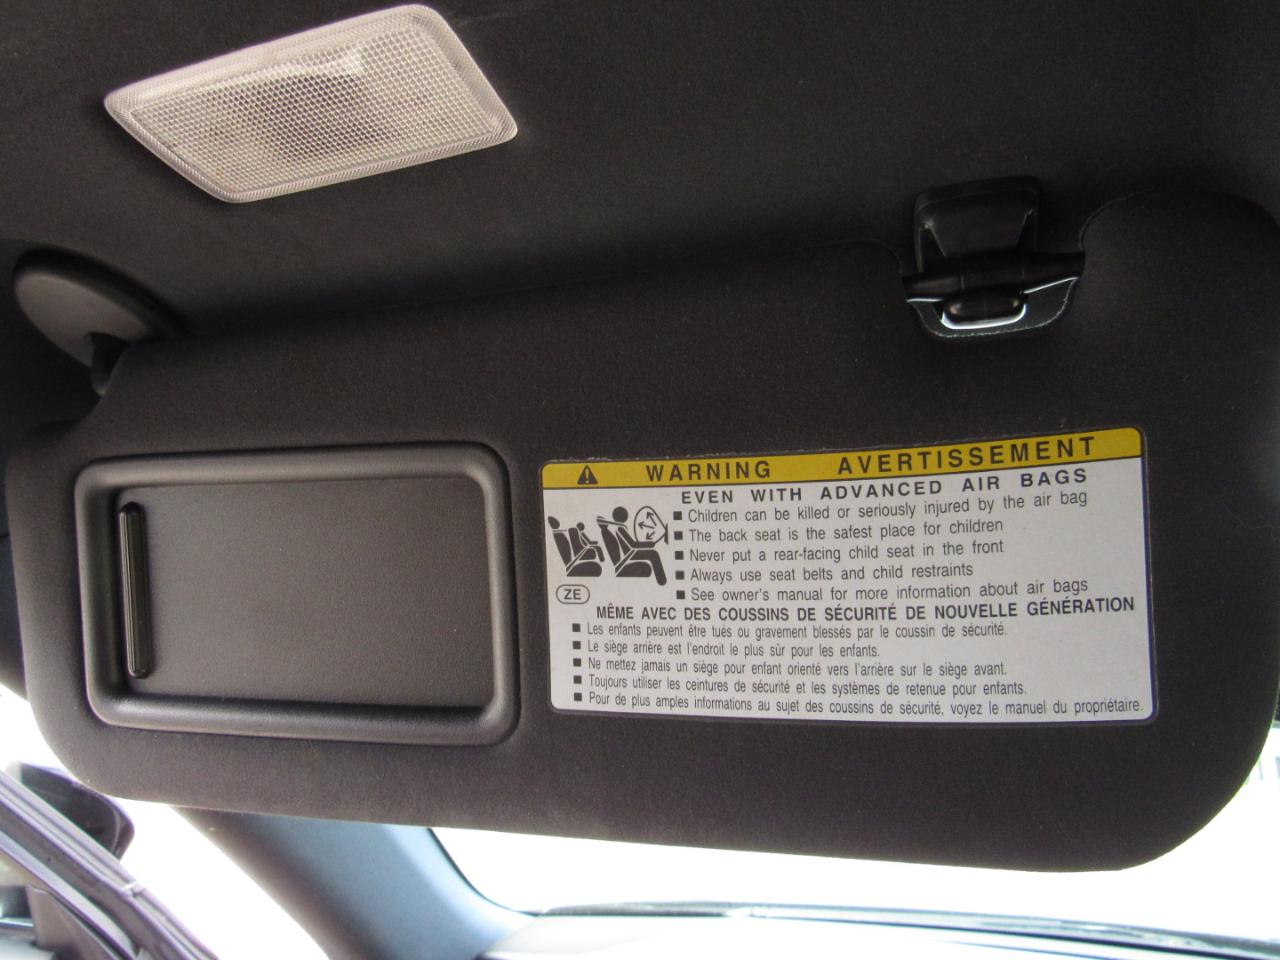 WARNING AVERTISSEMENT
EVEN WITH ADVANCED AIR BAGS
■ Children can be killed or seriously injured by the air bag
■ The back seat is the safest place for children
■ Never put a rear-facing child seat in the front
■ Always use seat belts and child restraints
■ See owner's manual for more information about air bags
ZE
MÊME AVEC DES COUSSINS DE SÉCURITÉ DE NOUVELLE GÉNÉRATION
■ Les enfants peuvent être tués ou gravement blessés par le coussin de sécurité.
■ Le siège arrière est l'endroit le plus sûr pour les enfants.
■ Ne mettez jamais un siège pour enfant orienté vers l'arrière sur le siège avant.
■ Toujours utiliser les ceintures de sécurité et les systèmes de retenue pour enfants.
■ Pour de plus amples informations au sujet des coussins de sécurité, voyez le manuel du propriétaire.